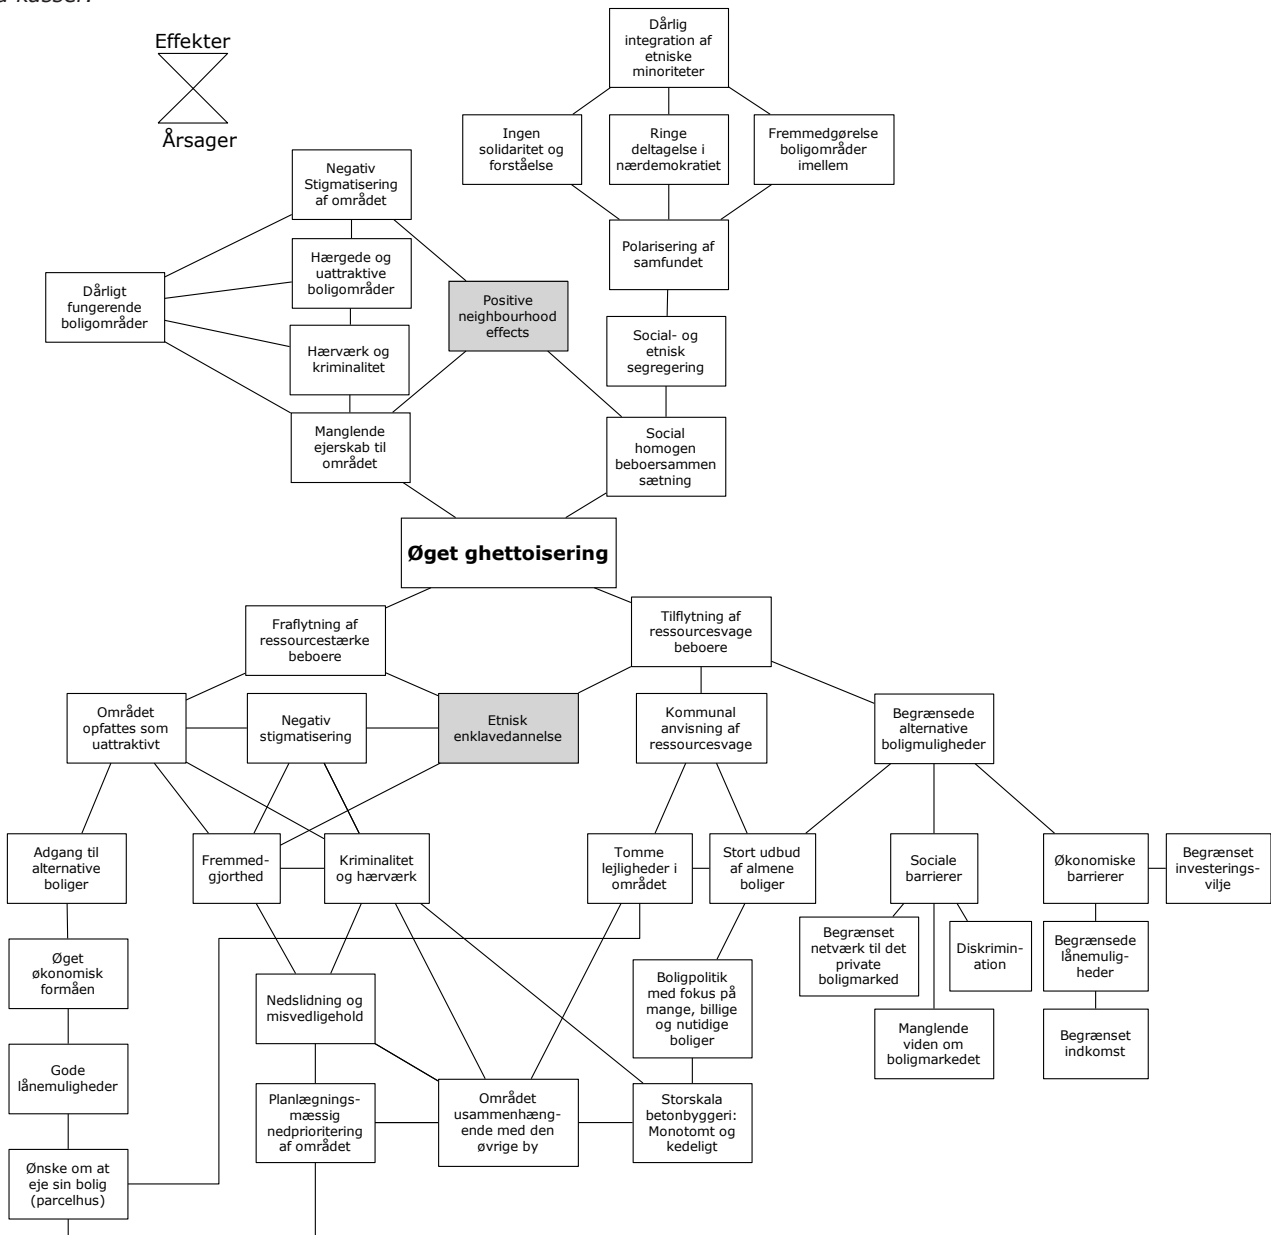 kasser.
Effekter
Årsager
Dårlig
integration af
etniske
minoriteter
Ingen
solidaritet og
forståelse
Ringe
deltagelse i
nærdemokratiet
Fremmedgørelse
boligområder
imellem
Negativ
Stigmatisering
af området
Polarisering af
samfundet
Hærgede og
uattraktive
boligområder
Dårligt
fungerende
boligområder
Positive
neighbourhood
effects
Social- og
etnisk
segregering
Hærværk og
kriminalitet
Manglende
ejerskab til
området
Social
homogen
beboersammen
sætning
Øget ghettoisering
Fraflytning af
ressourcestærke
beboere
Tilflytning af
ressourcesvage
beboere
Området
opfattes som
uattraktivt
Negativ
stigmatisering
Etnisk
enklavedannelse
Kommunal
anvisning af
ressourcesvage
Begrænsede
alternative
boligmuligheder
Adgang til
alternative
boliger
Fremmed-
gjorthed
Kriminalitet
og hærværk
Tomme
lejligheder i
området
Stort udbud
af almene
boliger
Sociale
barrierer
Økonomiske
barrierer
Begrænset
investerings-
vilje
Øget
økonomisk
formåen
Nedslidning og
misvedligehold
Boligpolitik
med fokus på
mange, billige
og nutidige
boliger
Begrænset
netværk til det
private
boligmarked
Diskrimin-
ation
Begrænsede
lånemulig-
heder
Gode
lånemuligheder
Manglende
viden om
boligmarkedet
Begrænset
indkomst
Planlægnings-
mæssig
nedprioritering
af området
Området
usammenhæng-
ende med den
øvrige by
Storskala
betonbyggeri:
Monotomt og
kedeligt
Ønske om at
eje sin bolig
(parcelhus)